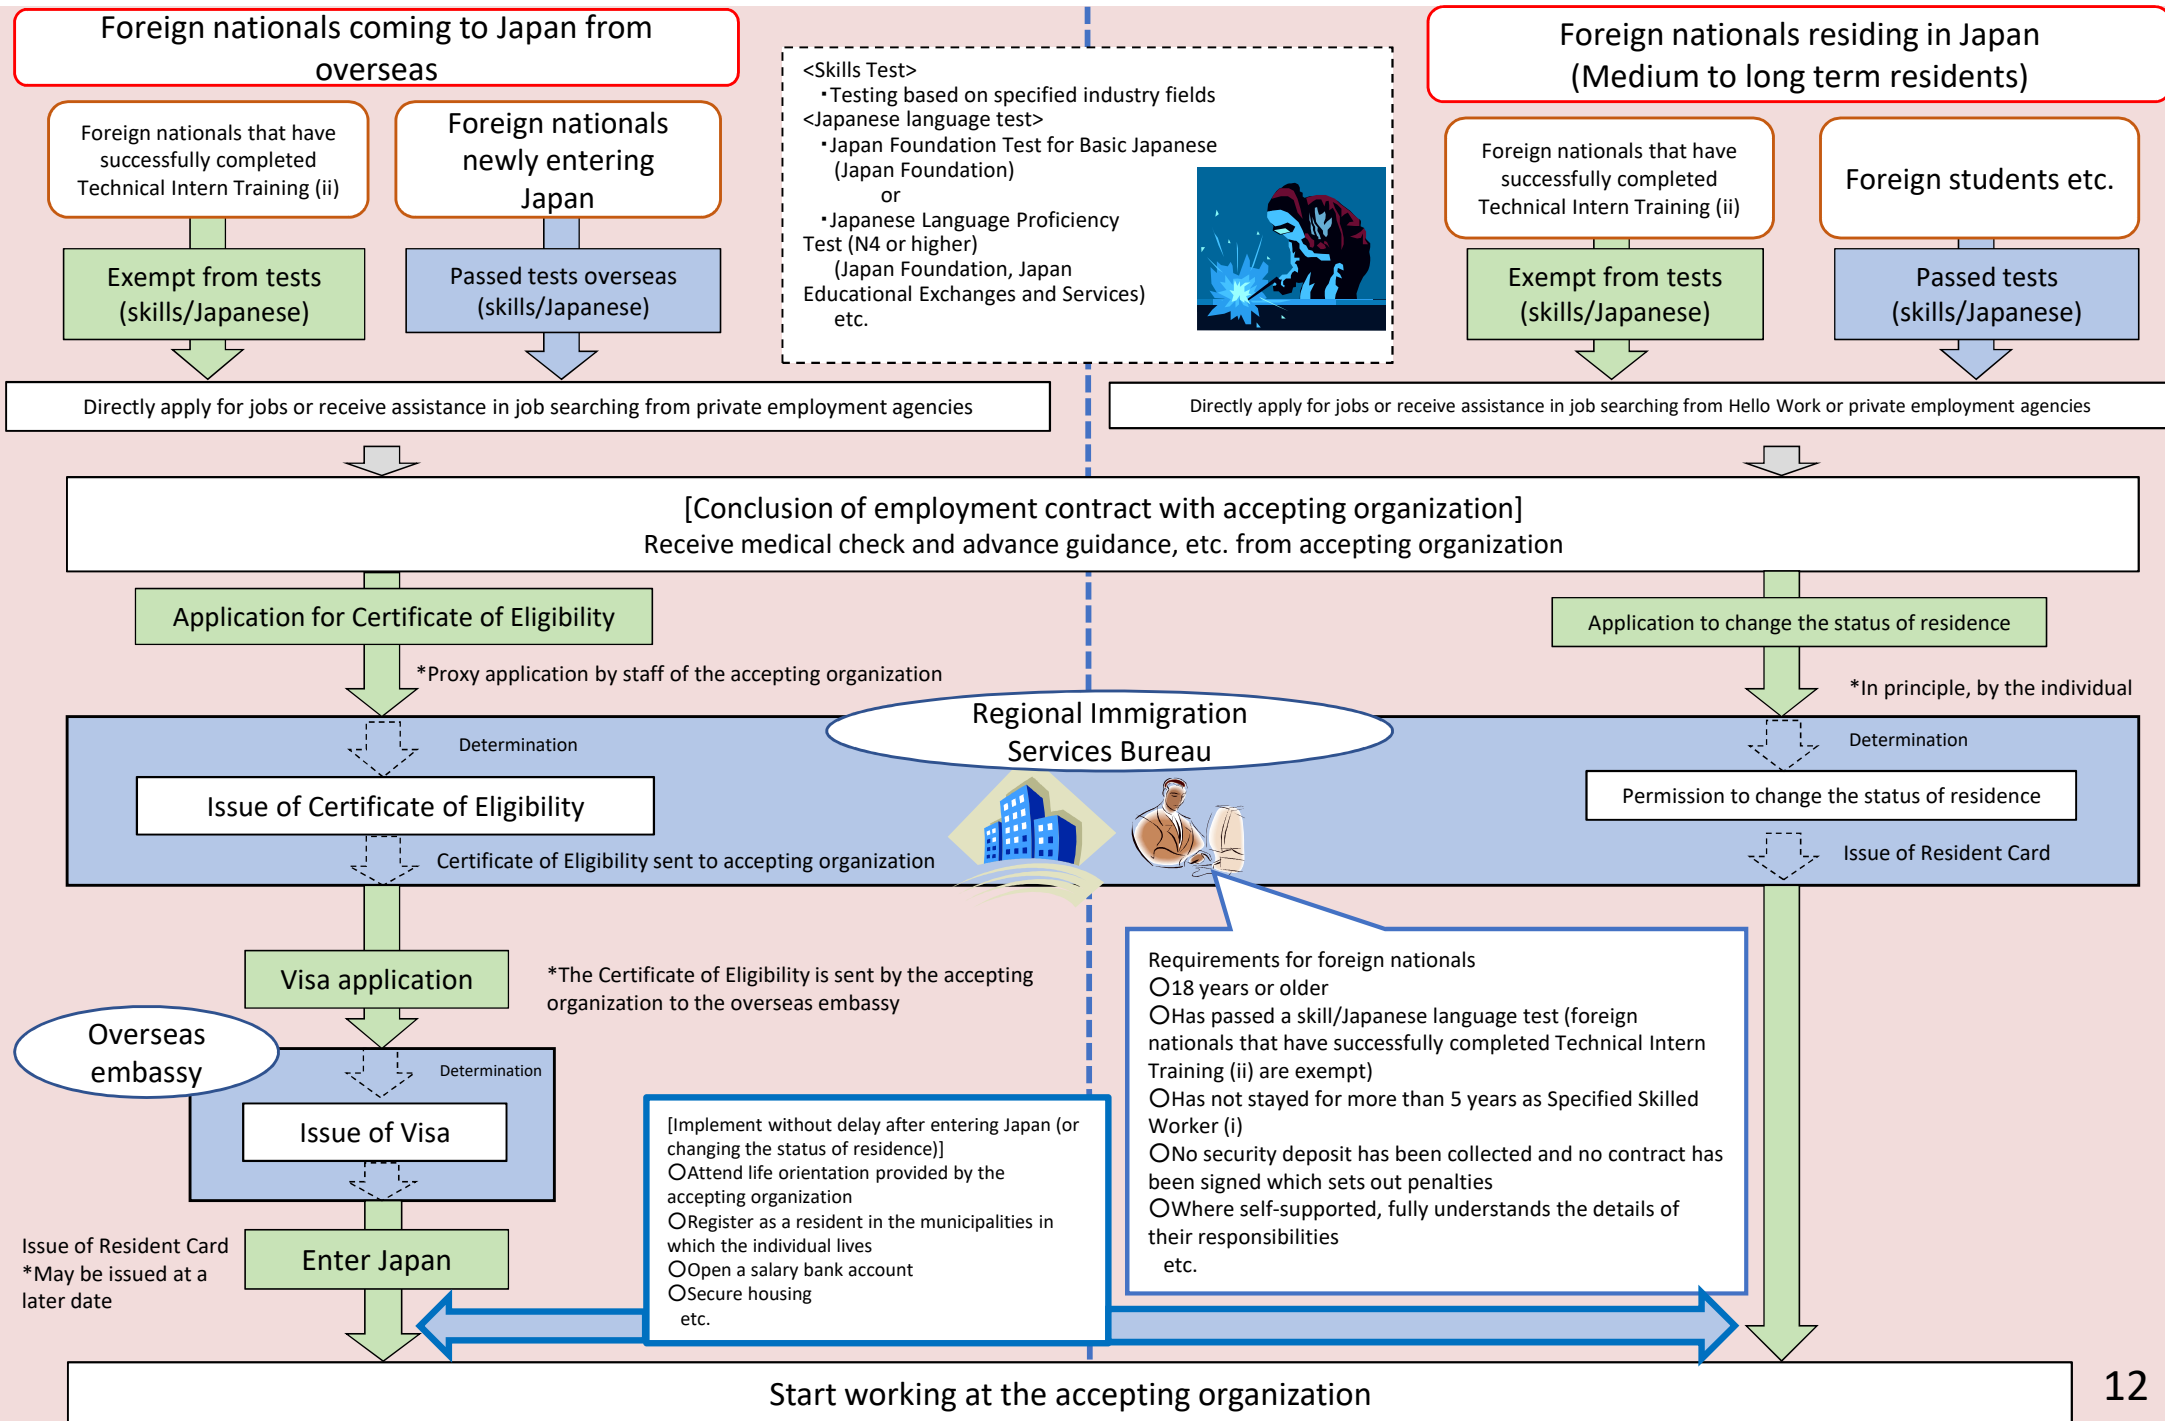 Foreign nationals coming to Japan from
overseas
Foreign nationals that have
successfully completed
Technical Intern Training (ii)
Foreign nationals
newly entering
Japan
Exempt from tests
(skills/Japanese)
Passed tests overseas
(skills/Japanese)
<Skills Test>
・Testing based on specified industry fields
<Japanese language test>
・Japan Foundation Test for Basic Japanese
(Japan Foundation)
or
・Japanese Language Proficiency
Test (N4 or higher)
(Japan Foundation, Japan
Educational Exchanges and Services)
etc.
Foreign nationals residing in Japan
(Medium to long term residents)
Foreign nationals that have
successfully completed
Technical Intern Training (ii)
Foreign students etc.
Exempt from tests
(skills/Japanese)
Passed tests
(skills/Japanese)
Directly apply for jobs or receive assistance in job searching from private employment agencies
Directly apply for jobs or receive assistance in job searching from Hello Work or private employment agencies
[Conclusion of employment contract with accepting organization]
Receive medical check and advance guidance, etc. from accepting organization
Application for Certificate of Eligibility
*Proxy application by staff of the accepting organization
Application to change the status of residence
*In principle, by the individual
Regional Immigration
Services Bureau
Determination
Issue of Certificate of Eligibility
Certificate of Eligibility sent to accepting organization
Determination
Permission to change the status of residence
Issue of Resident Card
Visa application
*The Certificate of Eligibility is sent by the accepting
organization to the overseas embassy
Overseas
embassy
Determination
Issue of Visa
Issue of Resident Card
*May be issued at a
later date
Enter Japan
[Implement without delay after entering Japan (or
changing the status of residence)]
○Attend life orientation provided by the
accepting organization
○Register as a resident in the municipalities in
which the individual lives
○Open a salary bank account
○Secure housing
etc.
Requirements for foreign nationals
○18 years or older
○Has passed a skill/Japanese language test (foreign
nationals that have successfully completed Technical Intern
Training (ii) are exempt)
○Has not stayed for more than 5 years as Specified Skilled
Worker (i)
○No security deposit has been collected and no contract has
been signed which sets out penalties
○Where self-supported, fully understands the details of
their responsibilities
etc.
Start working at the accepting organization
12